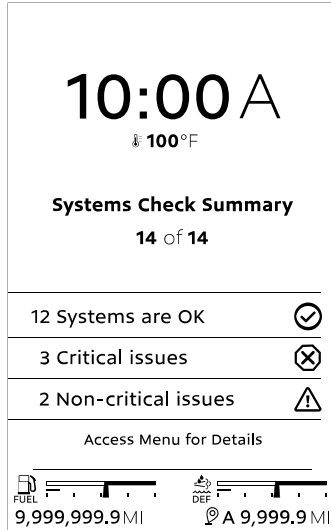 10:00 A
100°F
Systems Check Summary
14 of 14
12 Systems are OK
3 Critical issues
2 Non-critical issues
Access Menu for Details
FUEL DEF
9,999,999.9 MI A 9,999.9 MI